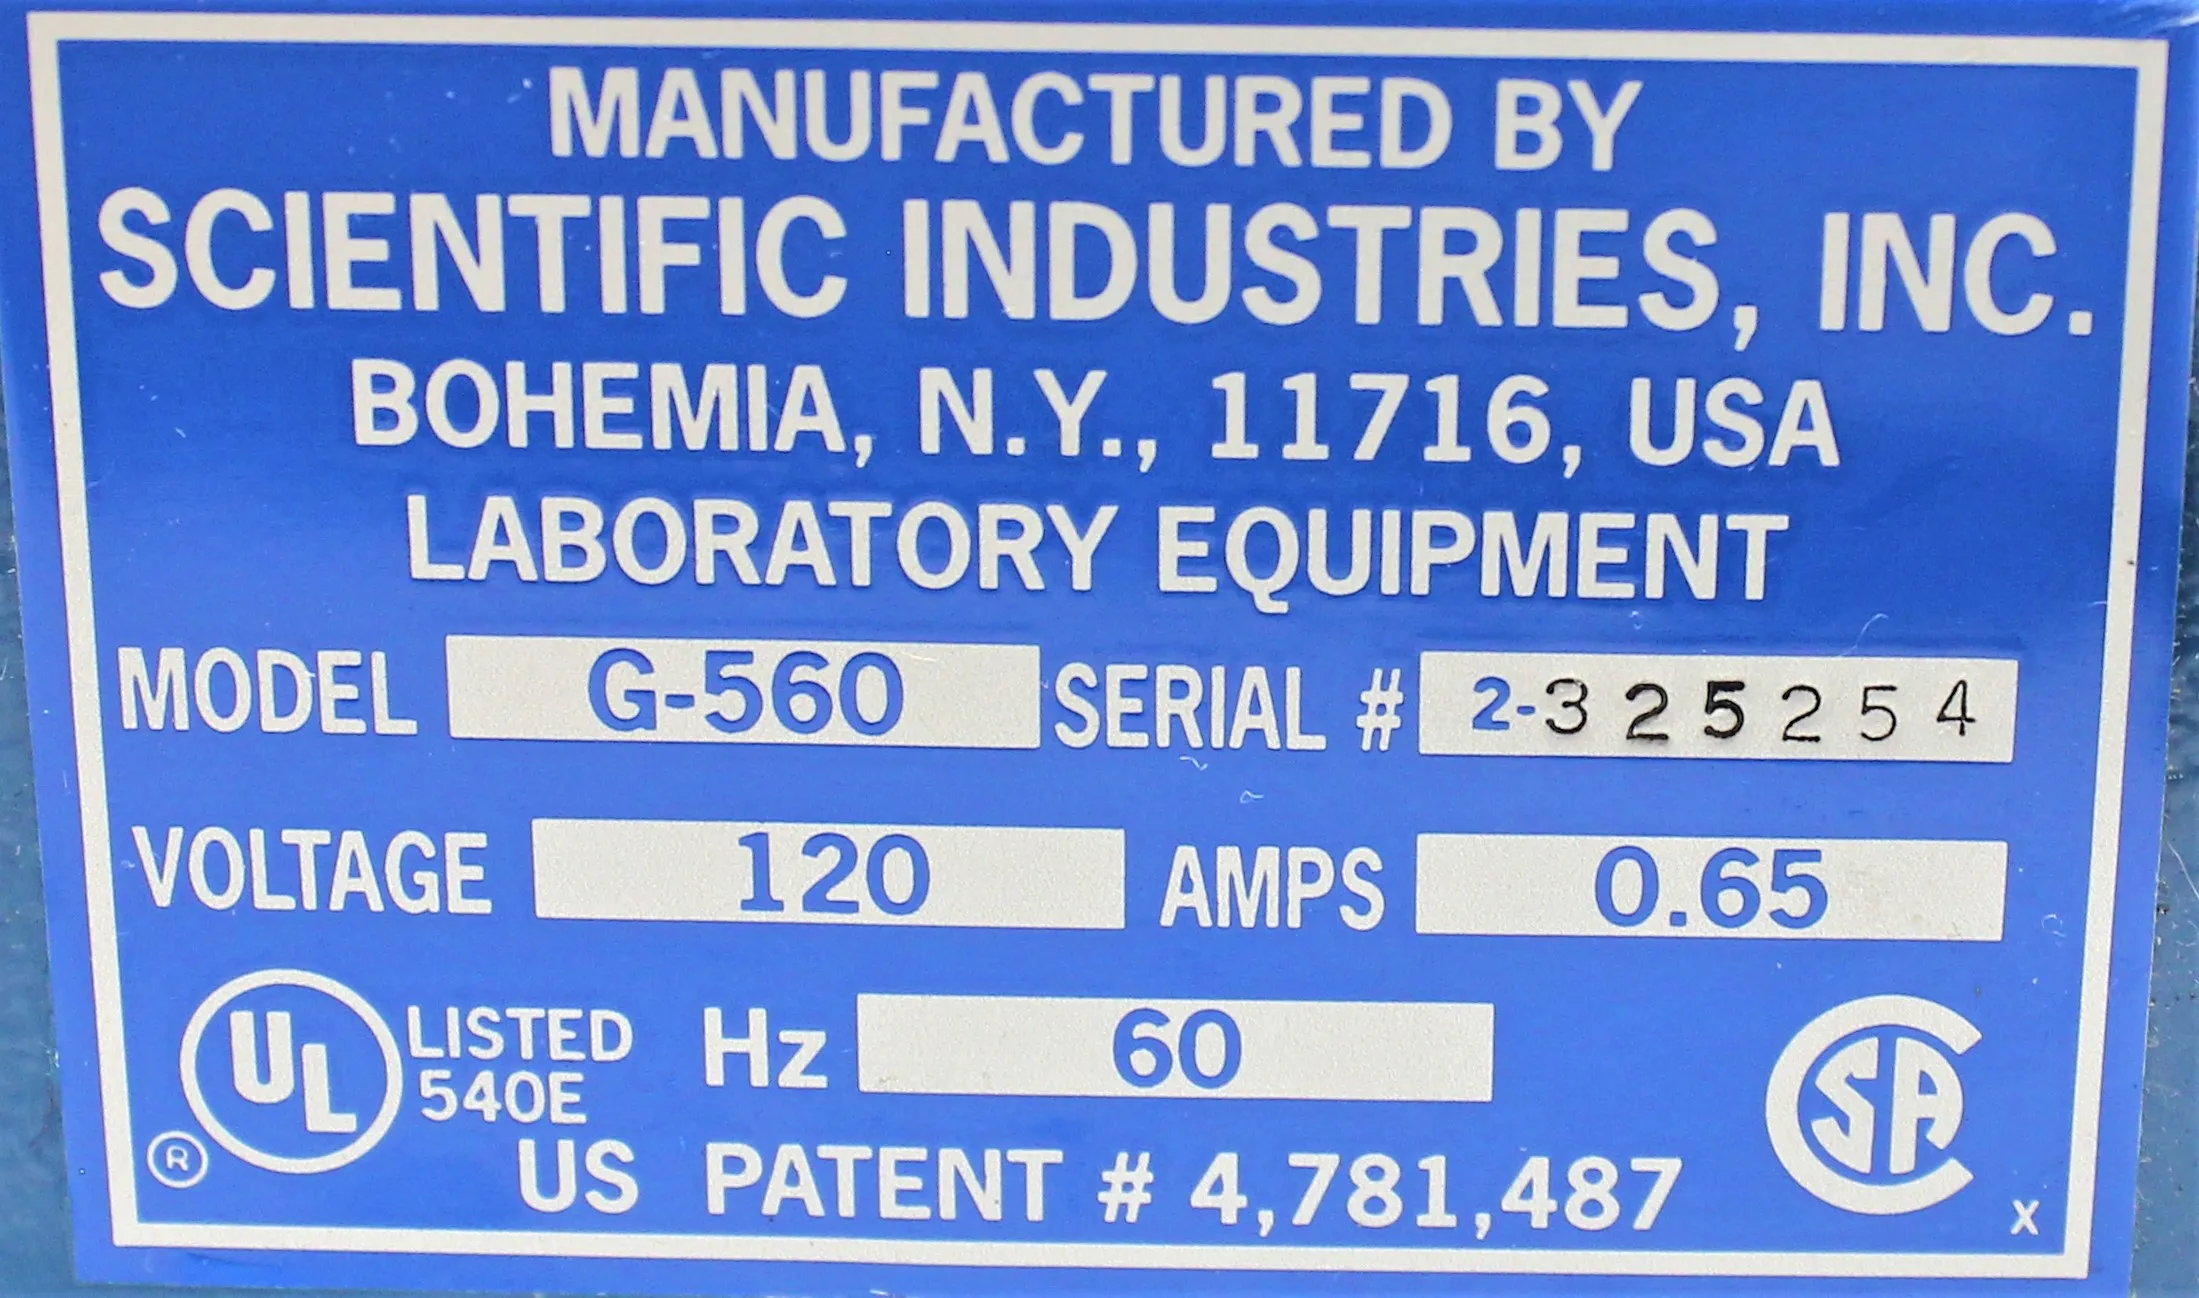 MANUFACTURED BY
SCIENTIFIC INDUSTRIES, INC.
BOHEMIA, N.Y., 11716, USA
LABORATORY EQUIPMENT
MODEL G-560 SERIAL # 2-325254
VOLTAGE 120 AMPS 0.65
UL LISTED 540E Hz 60
® US PATENT # 4,781,487
CSA
X